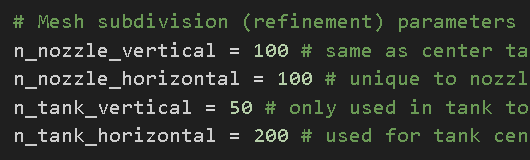 # Mesh subdivision (refinement) parameters
n_nozzle_vertical = 100 # same as center ta
n_nozzle_horizontal = 100 # unique to nozzl
n_tank_vertical = 50 # only used in tank to
n_tank_horizontal = 200 # used for tank cen